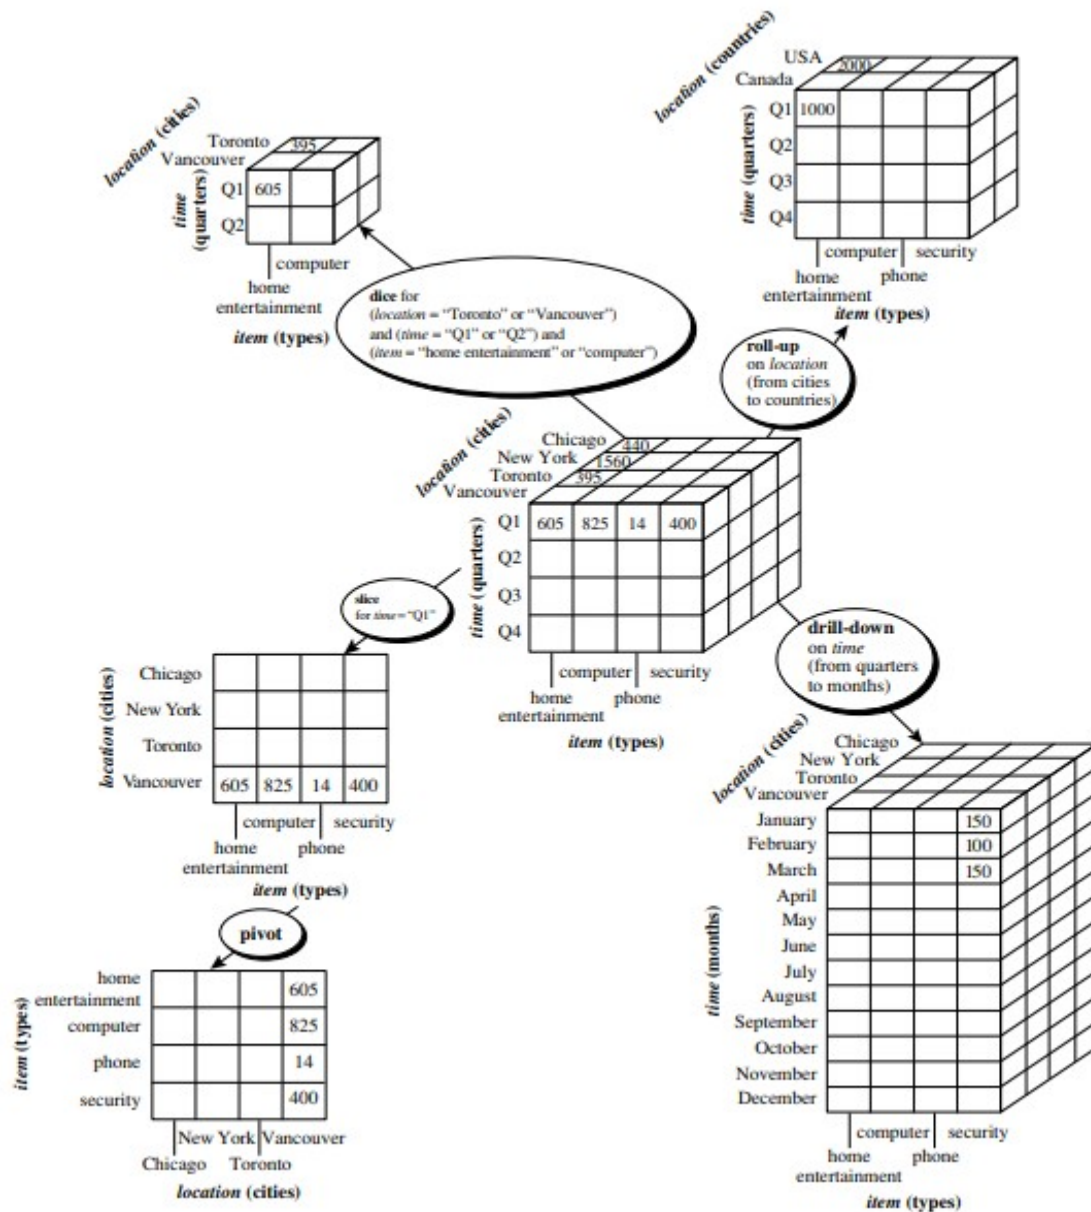 location (cities)
Toronto
Vancouver
395
time
(quarters)
Q1
605
Q2
computer
home
entertainment
item (types)
location (countries)
USA
Canada
2000
time (quarters)
Q1
1000
Q2
Q3
Q4
computer
security
home
entertainment
phone
item (types)
dice for
(location = “Toronto” or “Vancouver”)
and (time = “Q1” or “Q2”) and
(item = “home entertainment” or “computer”)
roll-up
on location
(from cities
to countries)
location (cities)
Chicago
New York
Toronto
Vancouver
440
1560
395
time (quarters)
Q1
605 825 14 400
Q2
Q3
Q4
computer
security
home
entertainment
phone
item (types)
slice
for time = “Q1”
drill-down
on time
(from quarters
to months)
location (cities)
Chicago
New York
Toronto
Vancouver
605 825 14 400
computer
security
home
entertainment
phone
item (types)
pivot
item (types)
home
entertainment
605
computer
825
phone
14
security
400
New York Vancouver
Chicago Toronto
location (cities)
location (cities)
Chicago
New York
Toronto
Vancouver
time (months)
January 150
February 100
March 150
April
May
June
July
August
September
October
November
December
computer
security
home
entertainment
phone
item (types)